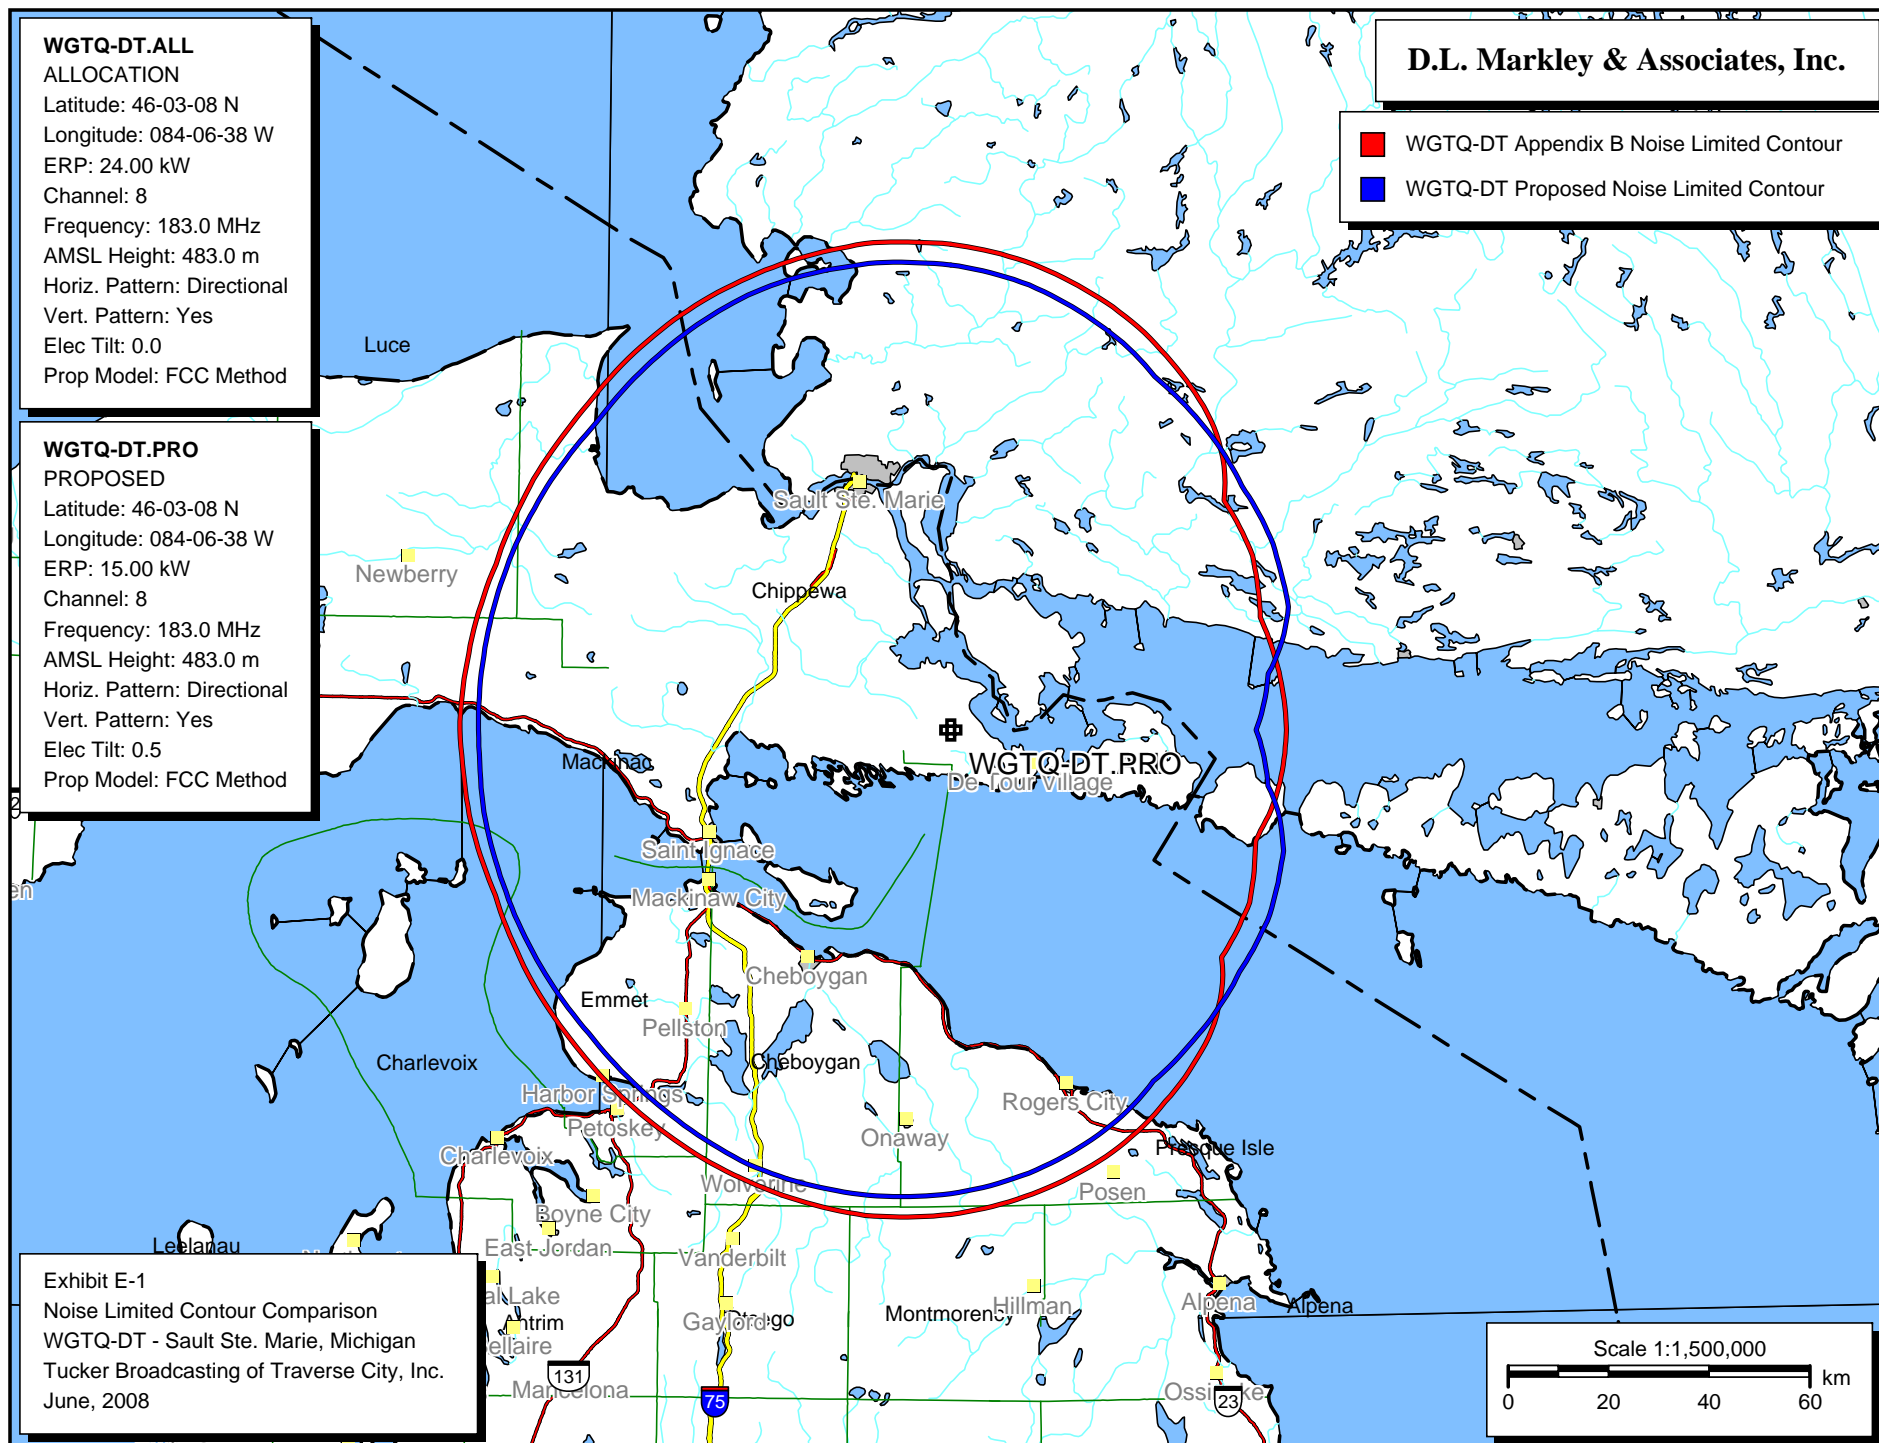 WGTQ-DT.ALL
ALLOCATION
Latitude: 46-03-08 N
Longitude: 084-06-38 W
ERP: 24.00 kW
Channel: 8
Frequency: 183.0 MHz
AMSL Height: 483.0 m
Horiz. Pattern: Directional
Vert. Pattern: Yes
Elec Tilt: 0.0
Prop Model: FCC Method
WGTQ-DT.PRO
PROPOSED
Latitude: 46-03-08 N
Longitude: 084-06-38 W
ERP: 15.00 kW
Channel: 8
Frequency: 183.0 MHz
AMSL Height: 483.0 m
Horiz. Pattern: Directional
Vert. Pattern: Yes
Elec Tilt: 0.5
Prop Model: FCC Method
D.L. Markley & Associates, Inc.
WGTQ-DT Appendix B Noise Limited Contour
WGTQ-DT Proposed Noise Limited Contour
Luce
Sault Ste. Marie
Newberry
Chippewa
Mackinac
WGTQ-DT.PRO
De Tour Village
Saint Ignace
Mackinaw City
Cheboygan
Emmet
Pellston
Charlevoix
Cheboygan
Harbor Springs
Rogers City
Petoskey
Onaway
Charlevoix
Presque Isle
Wolverine
Posen
Boyne City
Leelanau
East Jordan
Vanderbilt
al Lake
Hillman
Alpena
Alpena
Antrim
Gaylord
Otsego
Montmorency
ellaire
131
Mancelona
75
23
Exhibit E-1
Noise Limited Contour Comparison
WGTQ-DT - Sault Ste. Marie, Michigan
Tucker Broadcasting of Traverse City, Inc.
June, 2008
Scale 1:1,500,000
km
0 20 40 60